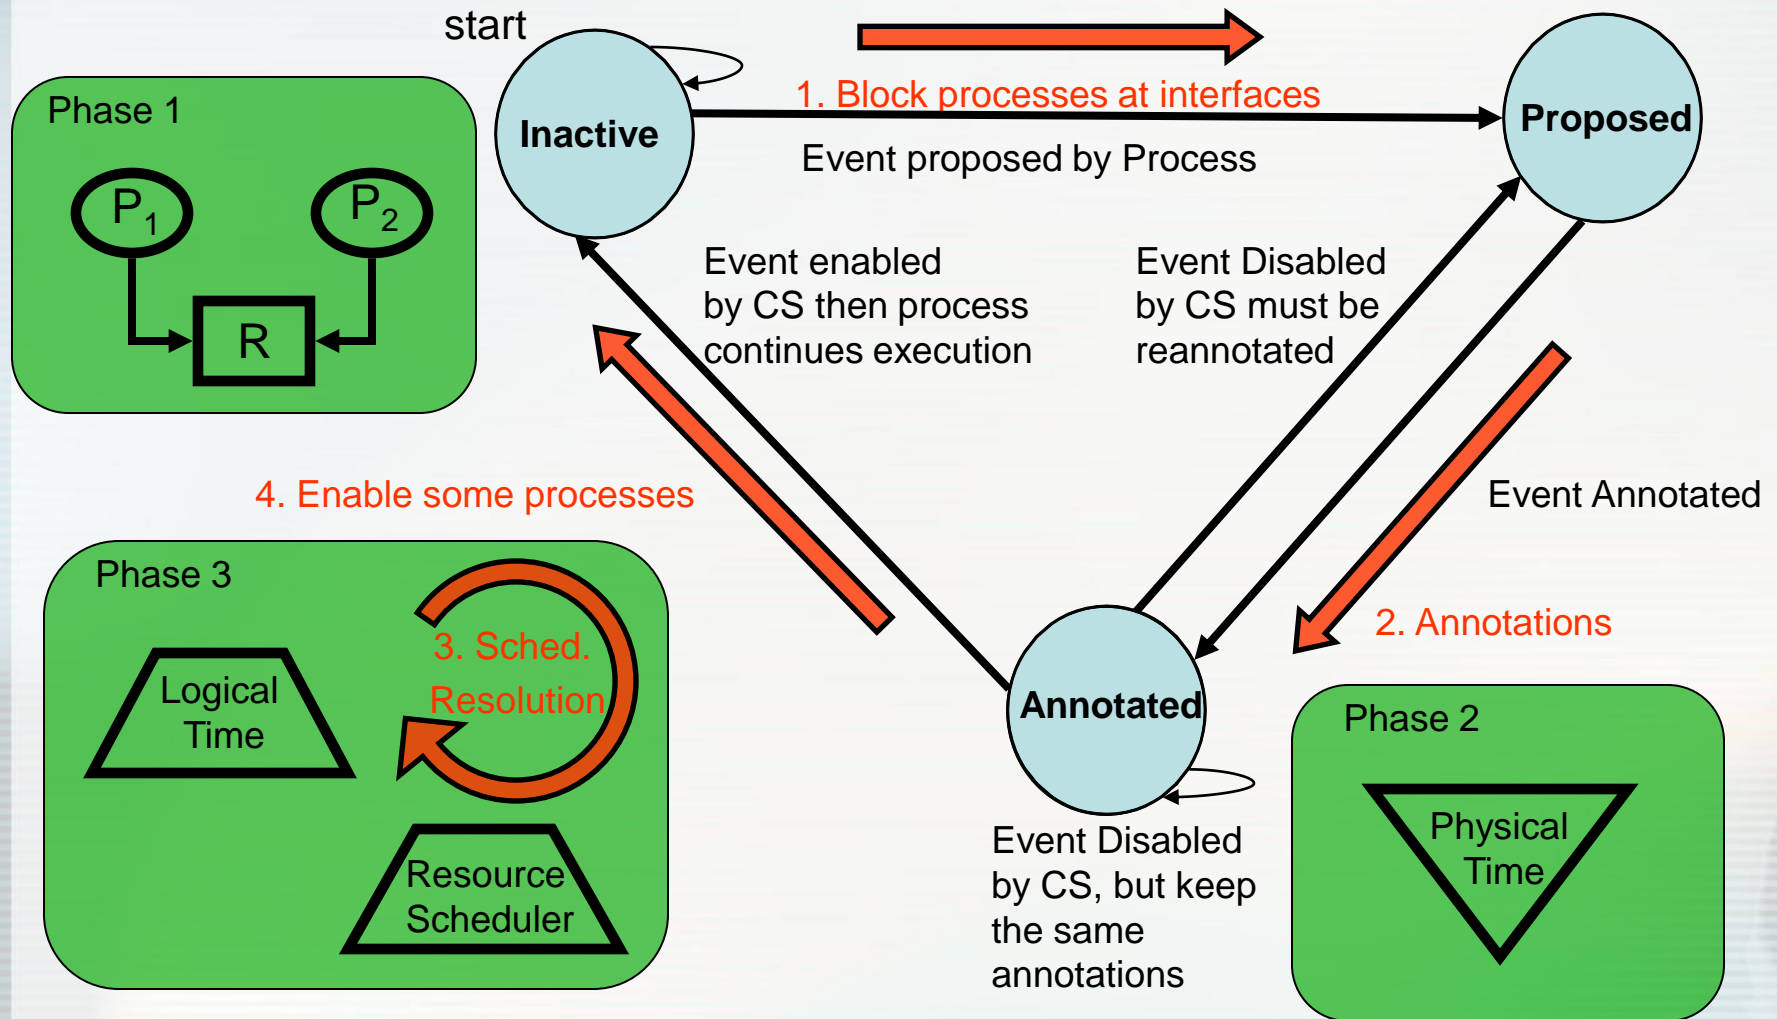 start
1. Block processes at interfaces
Phase 1
Inactive
Proposed
Event proposed by Process
P1
P2
R
Event enabled
by CS then process
continues execution
Event Disabled
by CS must be
reannotated
4. Enable some processes
Event Annotated
Phase 3
3. Sched.
Resolution
Logical
Time
Resource
Scheduler
2. Annotations
Annotated
Phase 2
Physical
Time
Event Disabled
by CS, but keep
the same
annotations